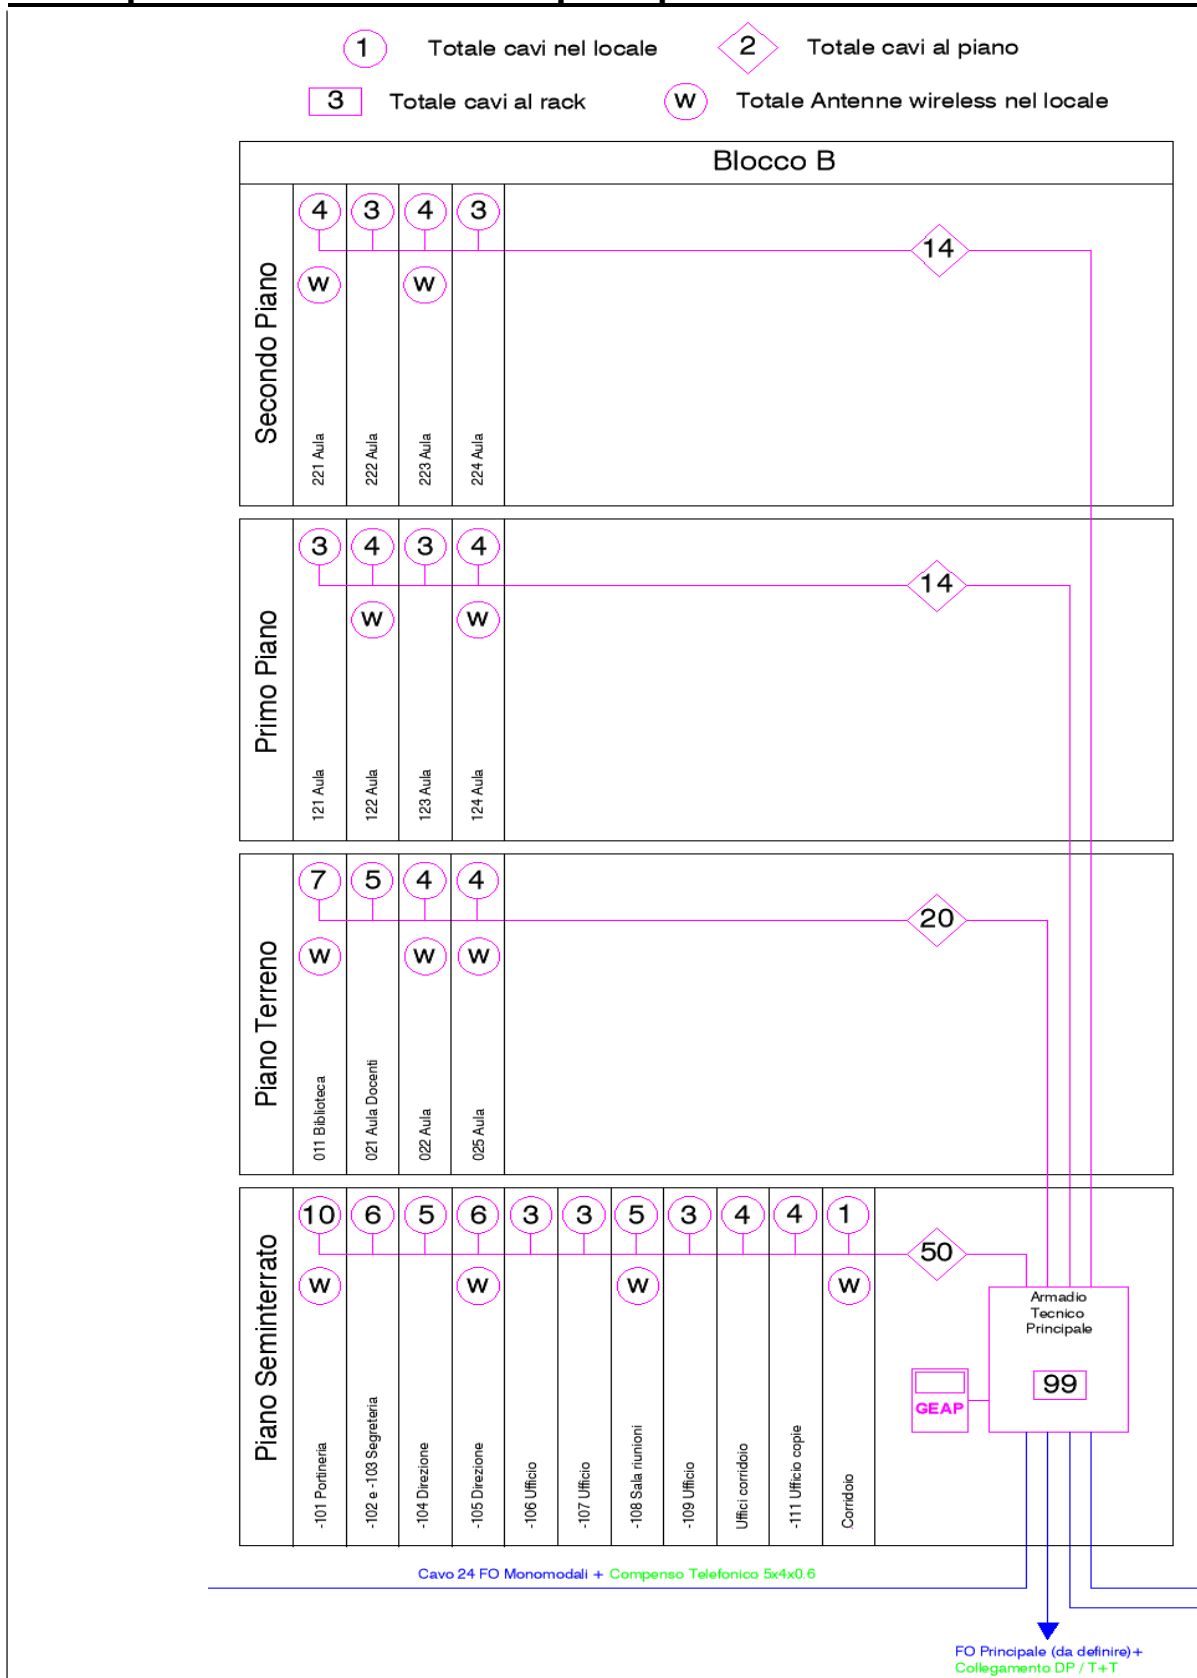 1 Totale cavi nel locale 2 Totale cavi al piano
3 Totale cavi al rack W Totale Antenne wireless nel locale
Blocco B
Secondo Piano
4 3 4 3
14
W W
221 Aula
222 Aula
223 Aula
224 Aula
Primo Piano
3 4 3 4
14
W W
121 Aula
122 Aula
123 Aula
124 Aula
Piano Terreno
7 5 4 4
20
W W W
011 Biblioteca
021 Aula Docenti
022 Aula
025 Aula
Piano Seminterrato
10 6 5 6 3 3 5 3 4 4 1
50
W W W W
-101 Portineria
-102 e -103 Segreteria
-104 Direzione
-105 Direzione
-106 Ufficio
-107 Ufficio
-108 Sala riunioni
-109 Ufficio
Uffici corridoio
-111 Ufficio copie
Corridoio
Armadio
Tecnico
Principale
99
GEAP
Cavo 24 FO Monomodali + Compenso Telefonico 5x4x0.6
FO Principale (da definire)+
Collegamento DP / T+T